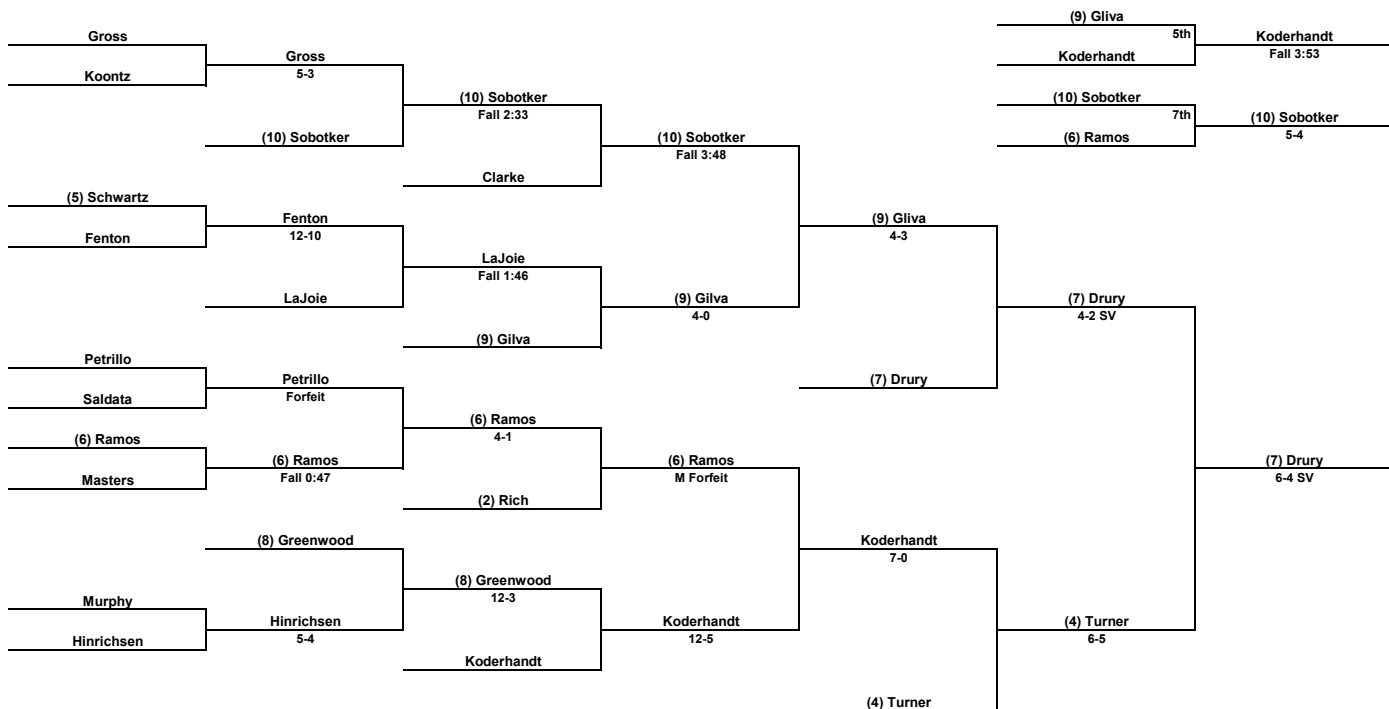 Gross
Koontz
Gross
5-3
(10) Sobotker
(10) Sobotker
Fall 2:33
Clarke
(10) Sobotker
Fall 3:48
(5) Schwartz
Fenton
Fenton
12-10
LaJoie
LaJoie
Fall 1:46
(9) Gilva
(9) Gilva
4-0
(9) Gliva
4-3
(7) Drury
(7) Drury
4-2 SV
Petrillo
Saldata
Petrillo
Forfeit
(6) Ramos
Masters
(6) Ramos
Fall 0:47
(6) Ramos
4-1
(2) Rich
(6) Ramos
M Forfeit
(8) Greenwood
Murphy
Hinrichsen
Hinrichsen
5-4
(8) Greenwood
12-3
Koderhandt
Koderhandt
12-5
Koderhandt
7-0
(4) Turner
(4) Turner
6-5
(7) Drury
6-4 SV
(9) Gliva
5th
Koderhandt
Koderhandt
Fall 3:53
(10) Sobotker
7th
(6) Ramos
(10) Sobotker
5-4